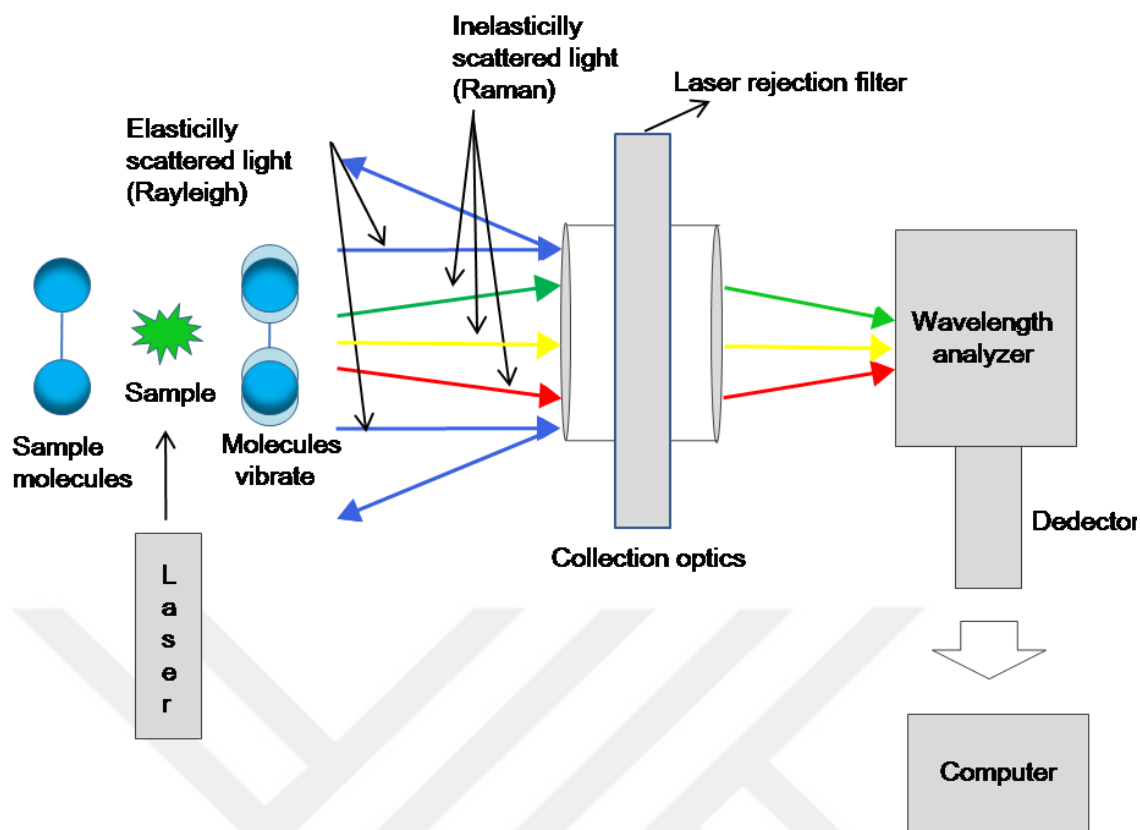 Inelasticilly
scattered light
(Raman)
Laser rejection filter
Elasticilly
scattered light
(Rayleigh)
Wavelength
analyzer
Sample
Sample
molecules
Molecules
vibrate
Dedector
Collection optics
L
a
s
e
r
Computer